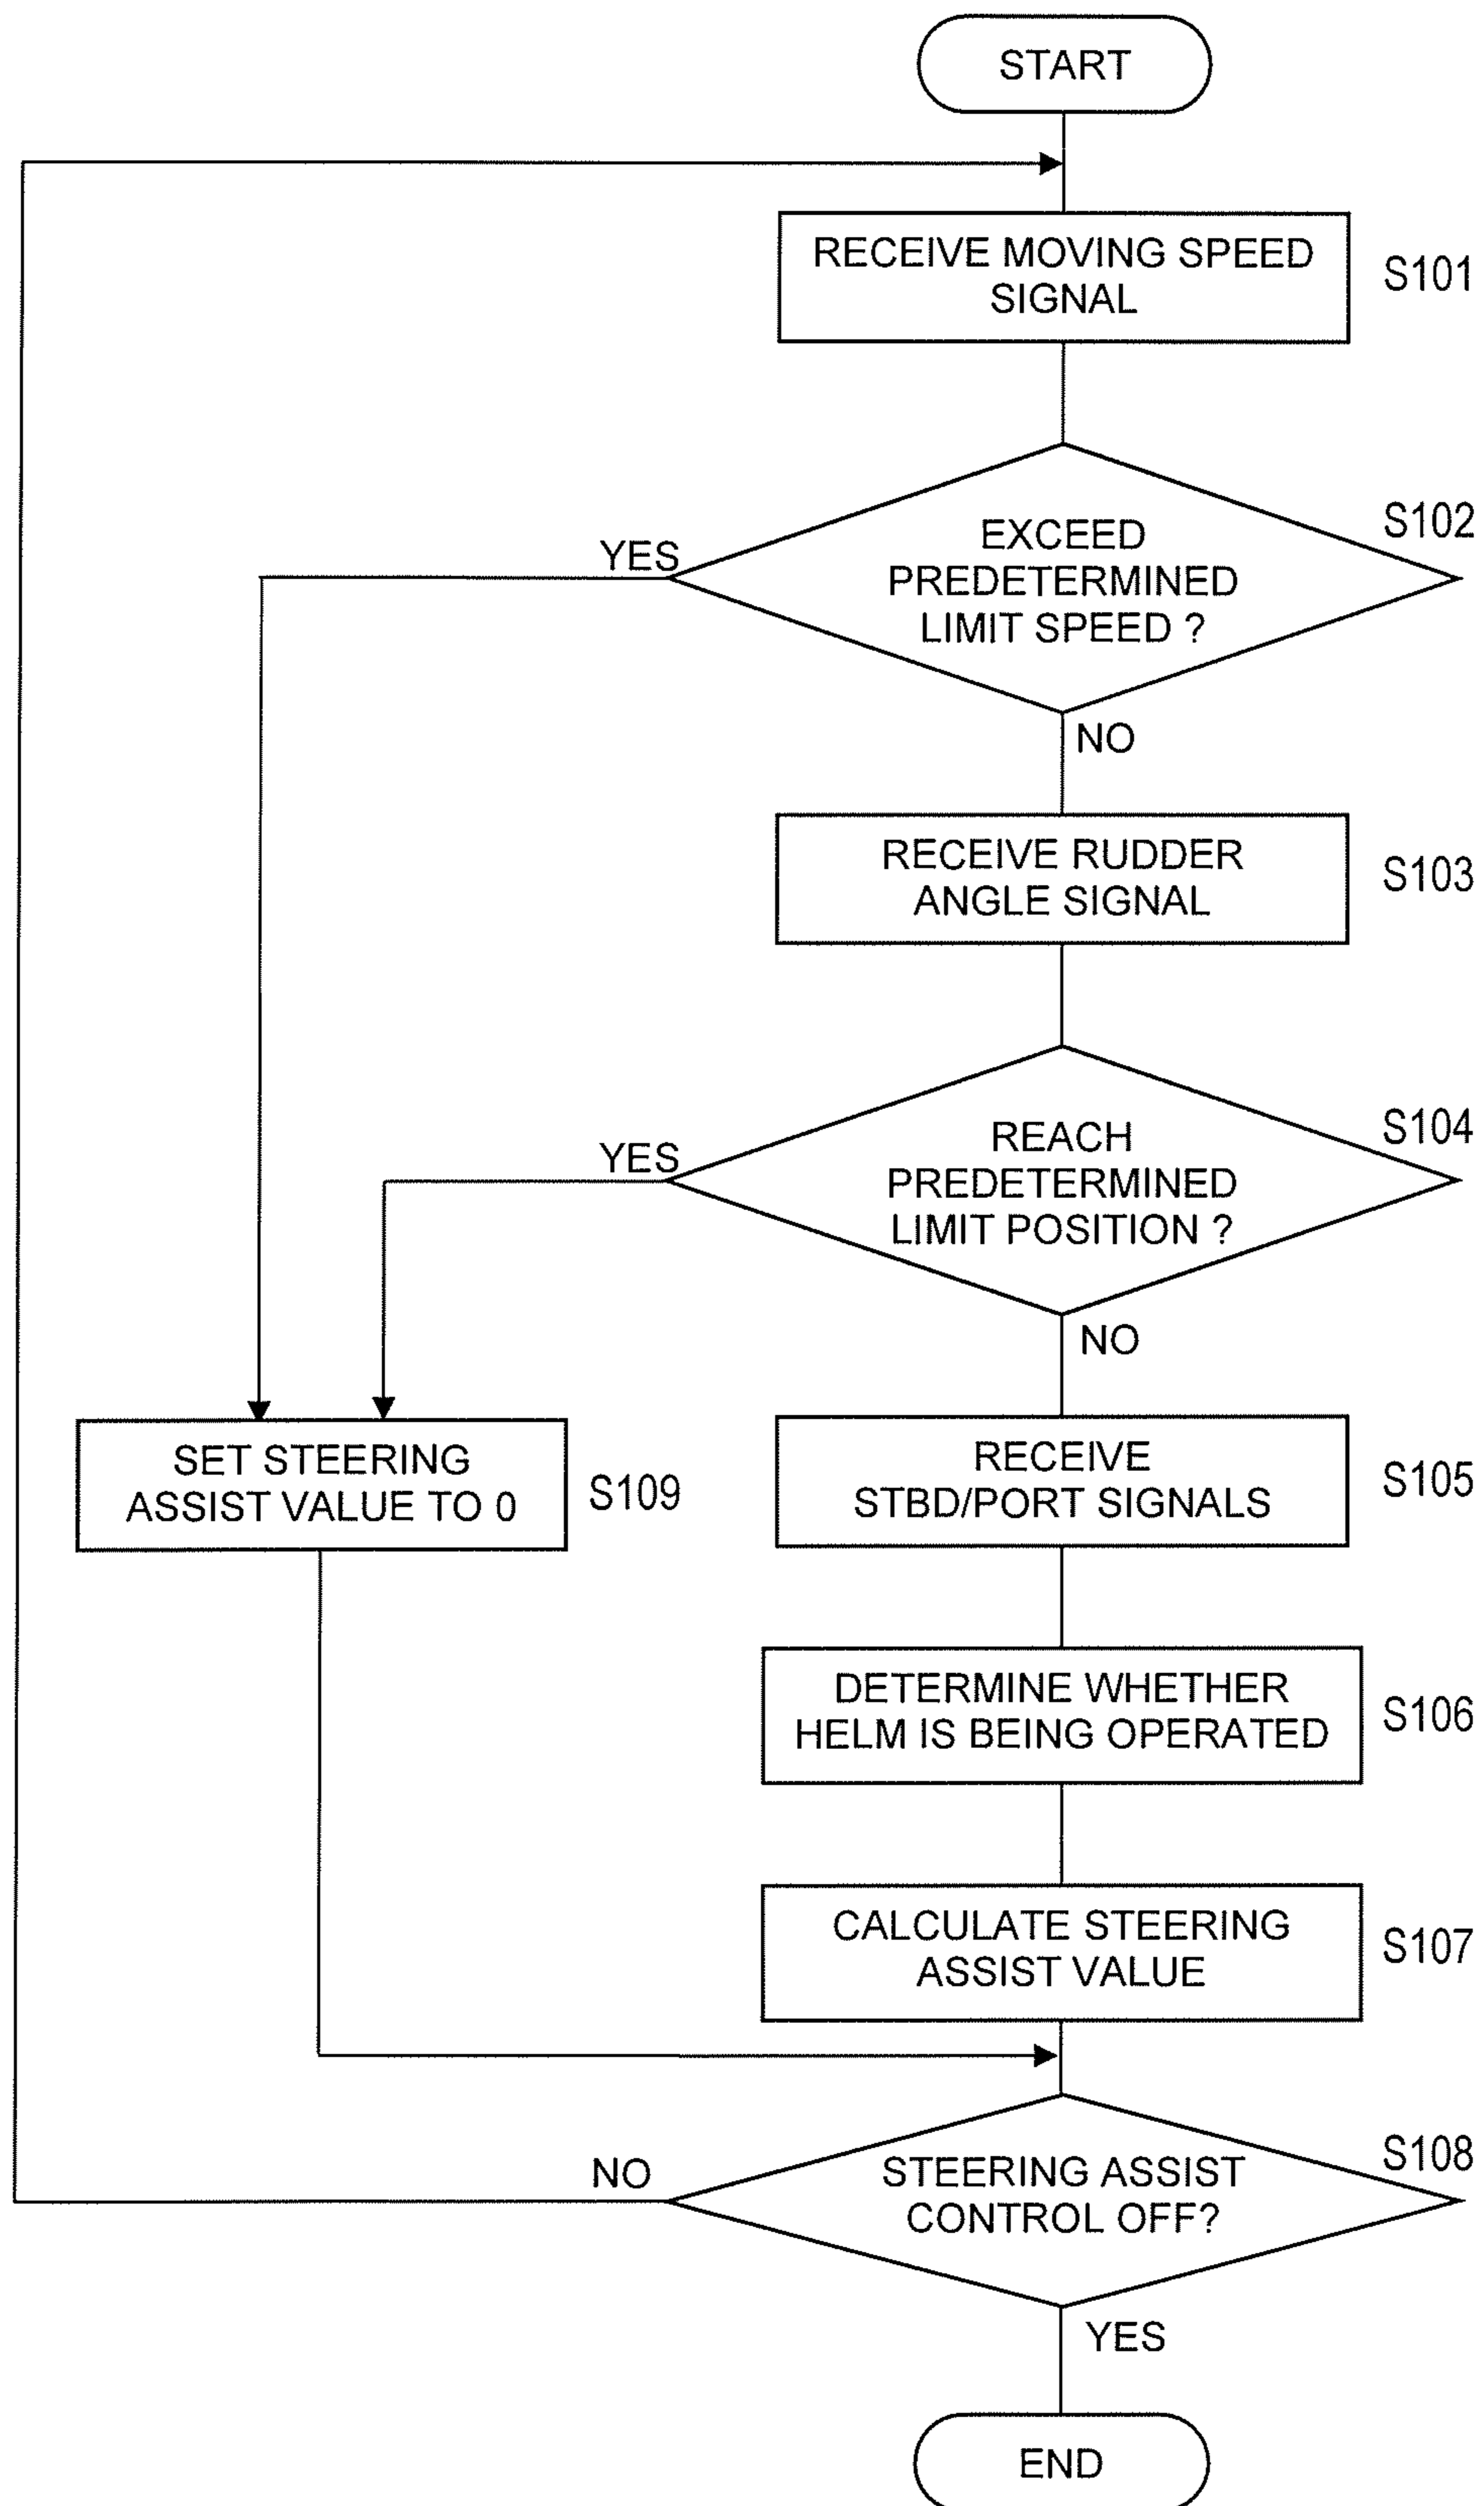 START
RECEIVE MOVING SPEED
SIGNAL
S101
EXCEED
PREDETERMINED
LIMIT SPEED ?
S102
YES
NO
RECEIVE RUDDER
ANGLE SIGNAL
S103
REACH
PREDETERMINED
LIMIT POSITION ?
S104
YES
NO
SET STEERING
ASSIST VALUE TO 0
S109
RECEIVE
STBD/PORT SIGNALS
S105
DETERMINE WHETHER
HELM IS BEING OPERATED
S106
CALCULATE STEERING
ASSIST VALUE
S107
STEERING ASSIST
CONTROL OFF?
S108
NO
YES
END